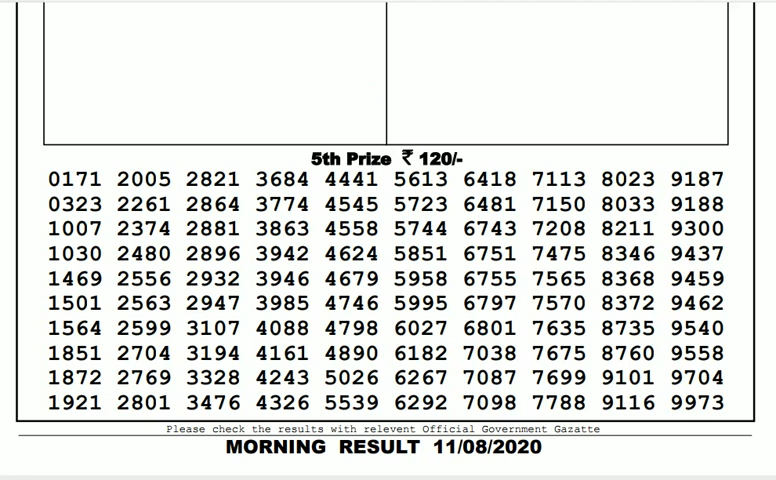 5th Prize ₹ 120/-
0171 2005 2821 3684 4441 5613 6418 7113 8023 9187
0323 2261 2864 3774 4545 5723 6481 7150 8033 9188
1007 2374 2881 3863 4558 5744 6743 7208 8211 9300
1030 2480 2896 3942 4624 5851 6751 7475 8346 9437
1469 2556 2932 3946 4679 5958 6755 7565 8368 9459
1501 2563 2947 3985 4746 5995 6797 7570 8372 9462
1564 2599 3107 4088 4798 6027 6801 7635 8735 9540
1851 2704 3194 4161 4890 6182 7038 7675 8760 9558
1872 2769 3328 4243 5026 6267 7087 7699 9101 9704
1921 2801 3476 4326 5539 6292 7098 7788 9116 9973
Please check the results with relevent Official Government Gazatte
MORNING RESULT 11/08/2020